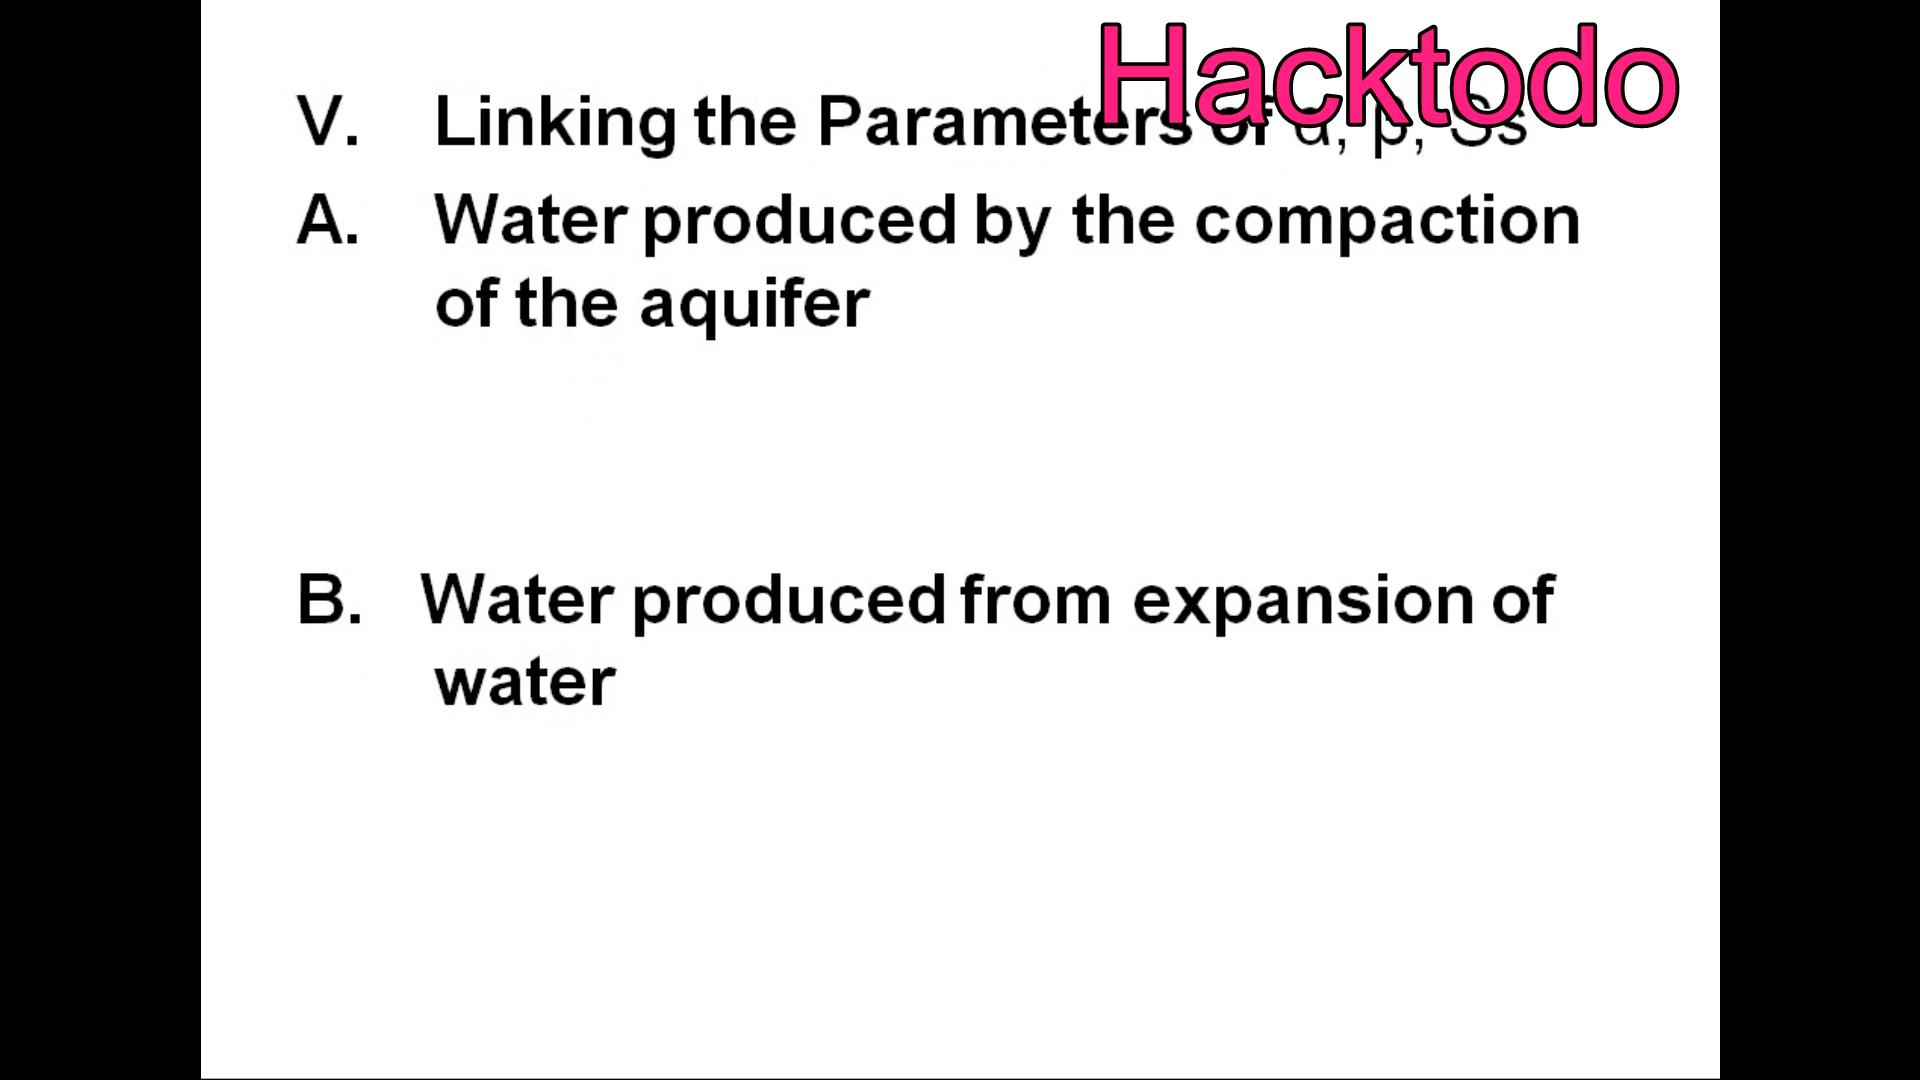 Hacktodo
V. Linking the Parameters of α, β, Ss
A. Water produced by the compaction
of the aquifer
B. Water produced from expansion of
water